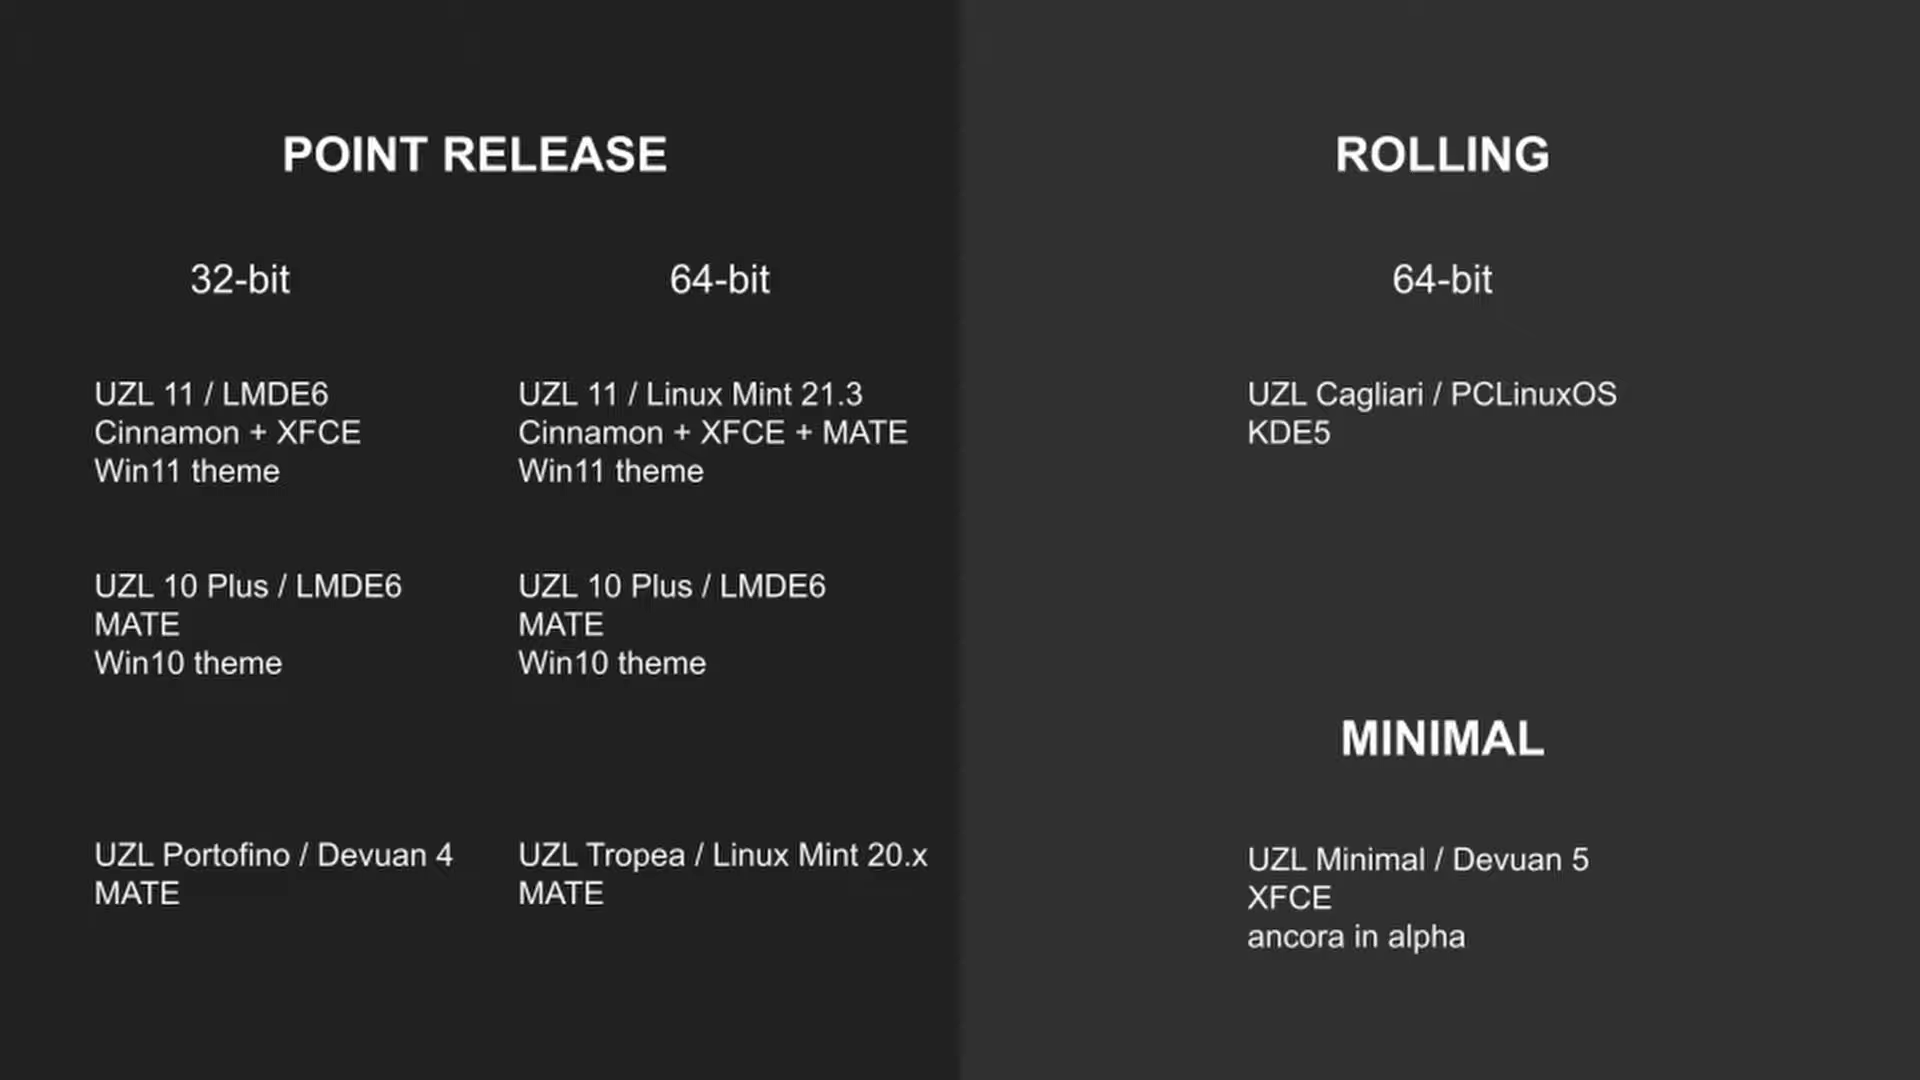 POINT RELEASE
32-bit
64-bit
UZL 11 / LMDE6
Cinnamon + XFCE
Win11 theme
UZL 11 / Linux Mint 21.3
Cinnamon + XFCE + MATE
Win11 theme
UZL 10 Plus / LMDE6
MATE
Win10 theme
UZL 10 Plus / LMDE6
MATE
Win10 theme
UZL Portofino / Devuan 4
MATE
UZL Tropea / Linux Mint 20.x
MATE
ROLLING
64-bit
UZL Cagliari / PCLinuxOS
KDE5
MINIMAL
UZL Minimal / Devuan 5
XFCE
ancora in alpha